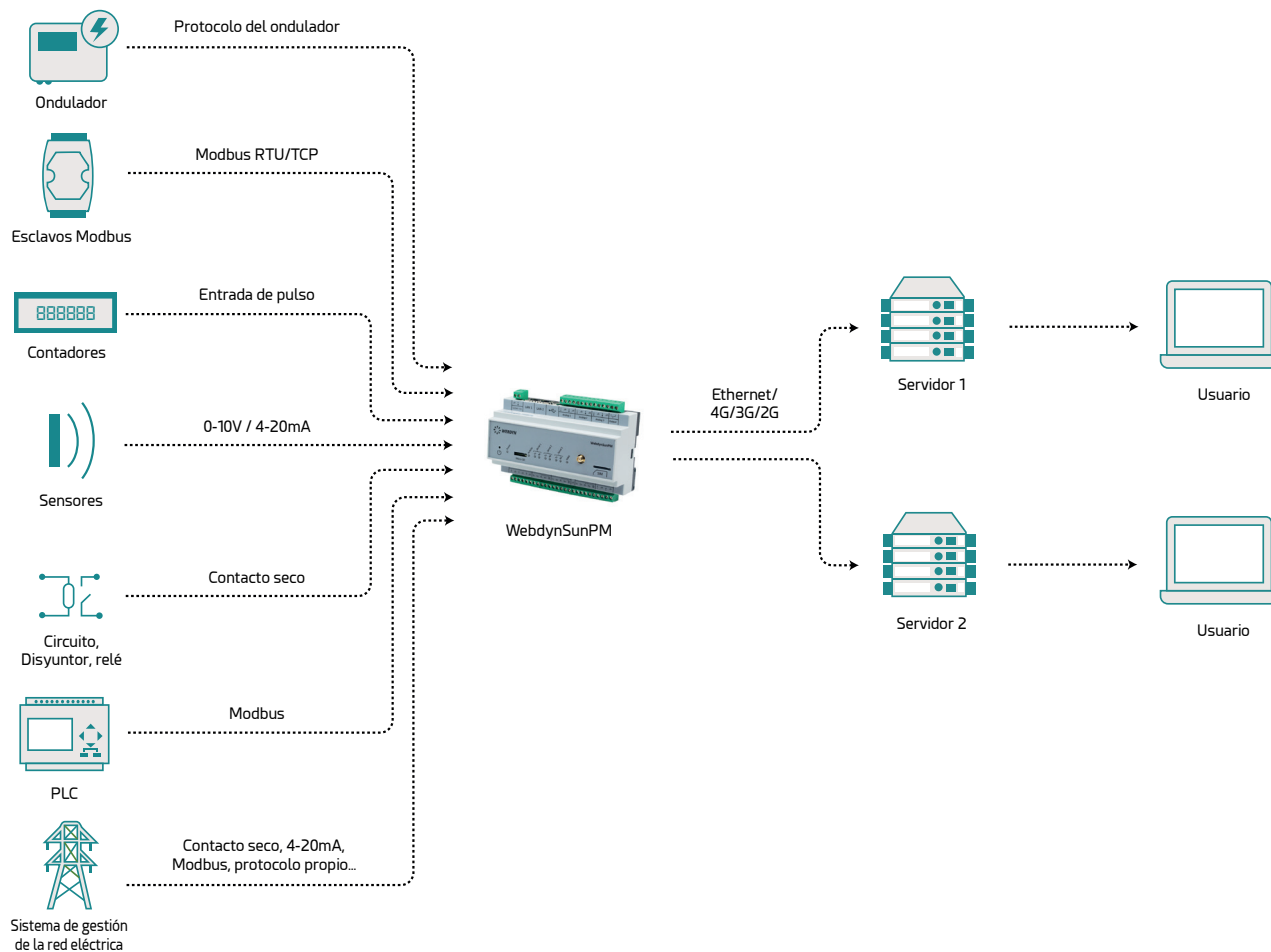 Protocolo del ondulador
Ondulador
Modbus RTU/TCP
Esclavos Modbus
Entrada de pulso
888888
Contadores
0-10V / 4-20mA
Sensores
Contacto seco
Circuito,
Disyuntor, relé
Modbus
PLC
Contacto seco, 4-20mA,
Modbus, protocolo propio...
Sistema de gestión
de la red eléctrica
WebdynSunPM
Ethernet/
4G/3G/2G
Servidor 1
Usuario
Servidor 2
Usuario